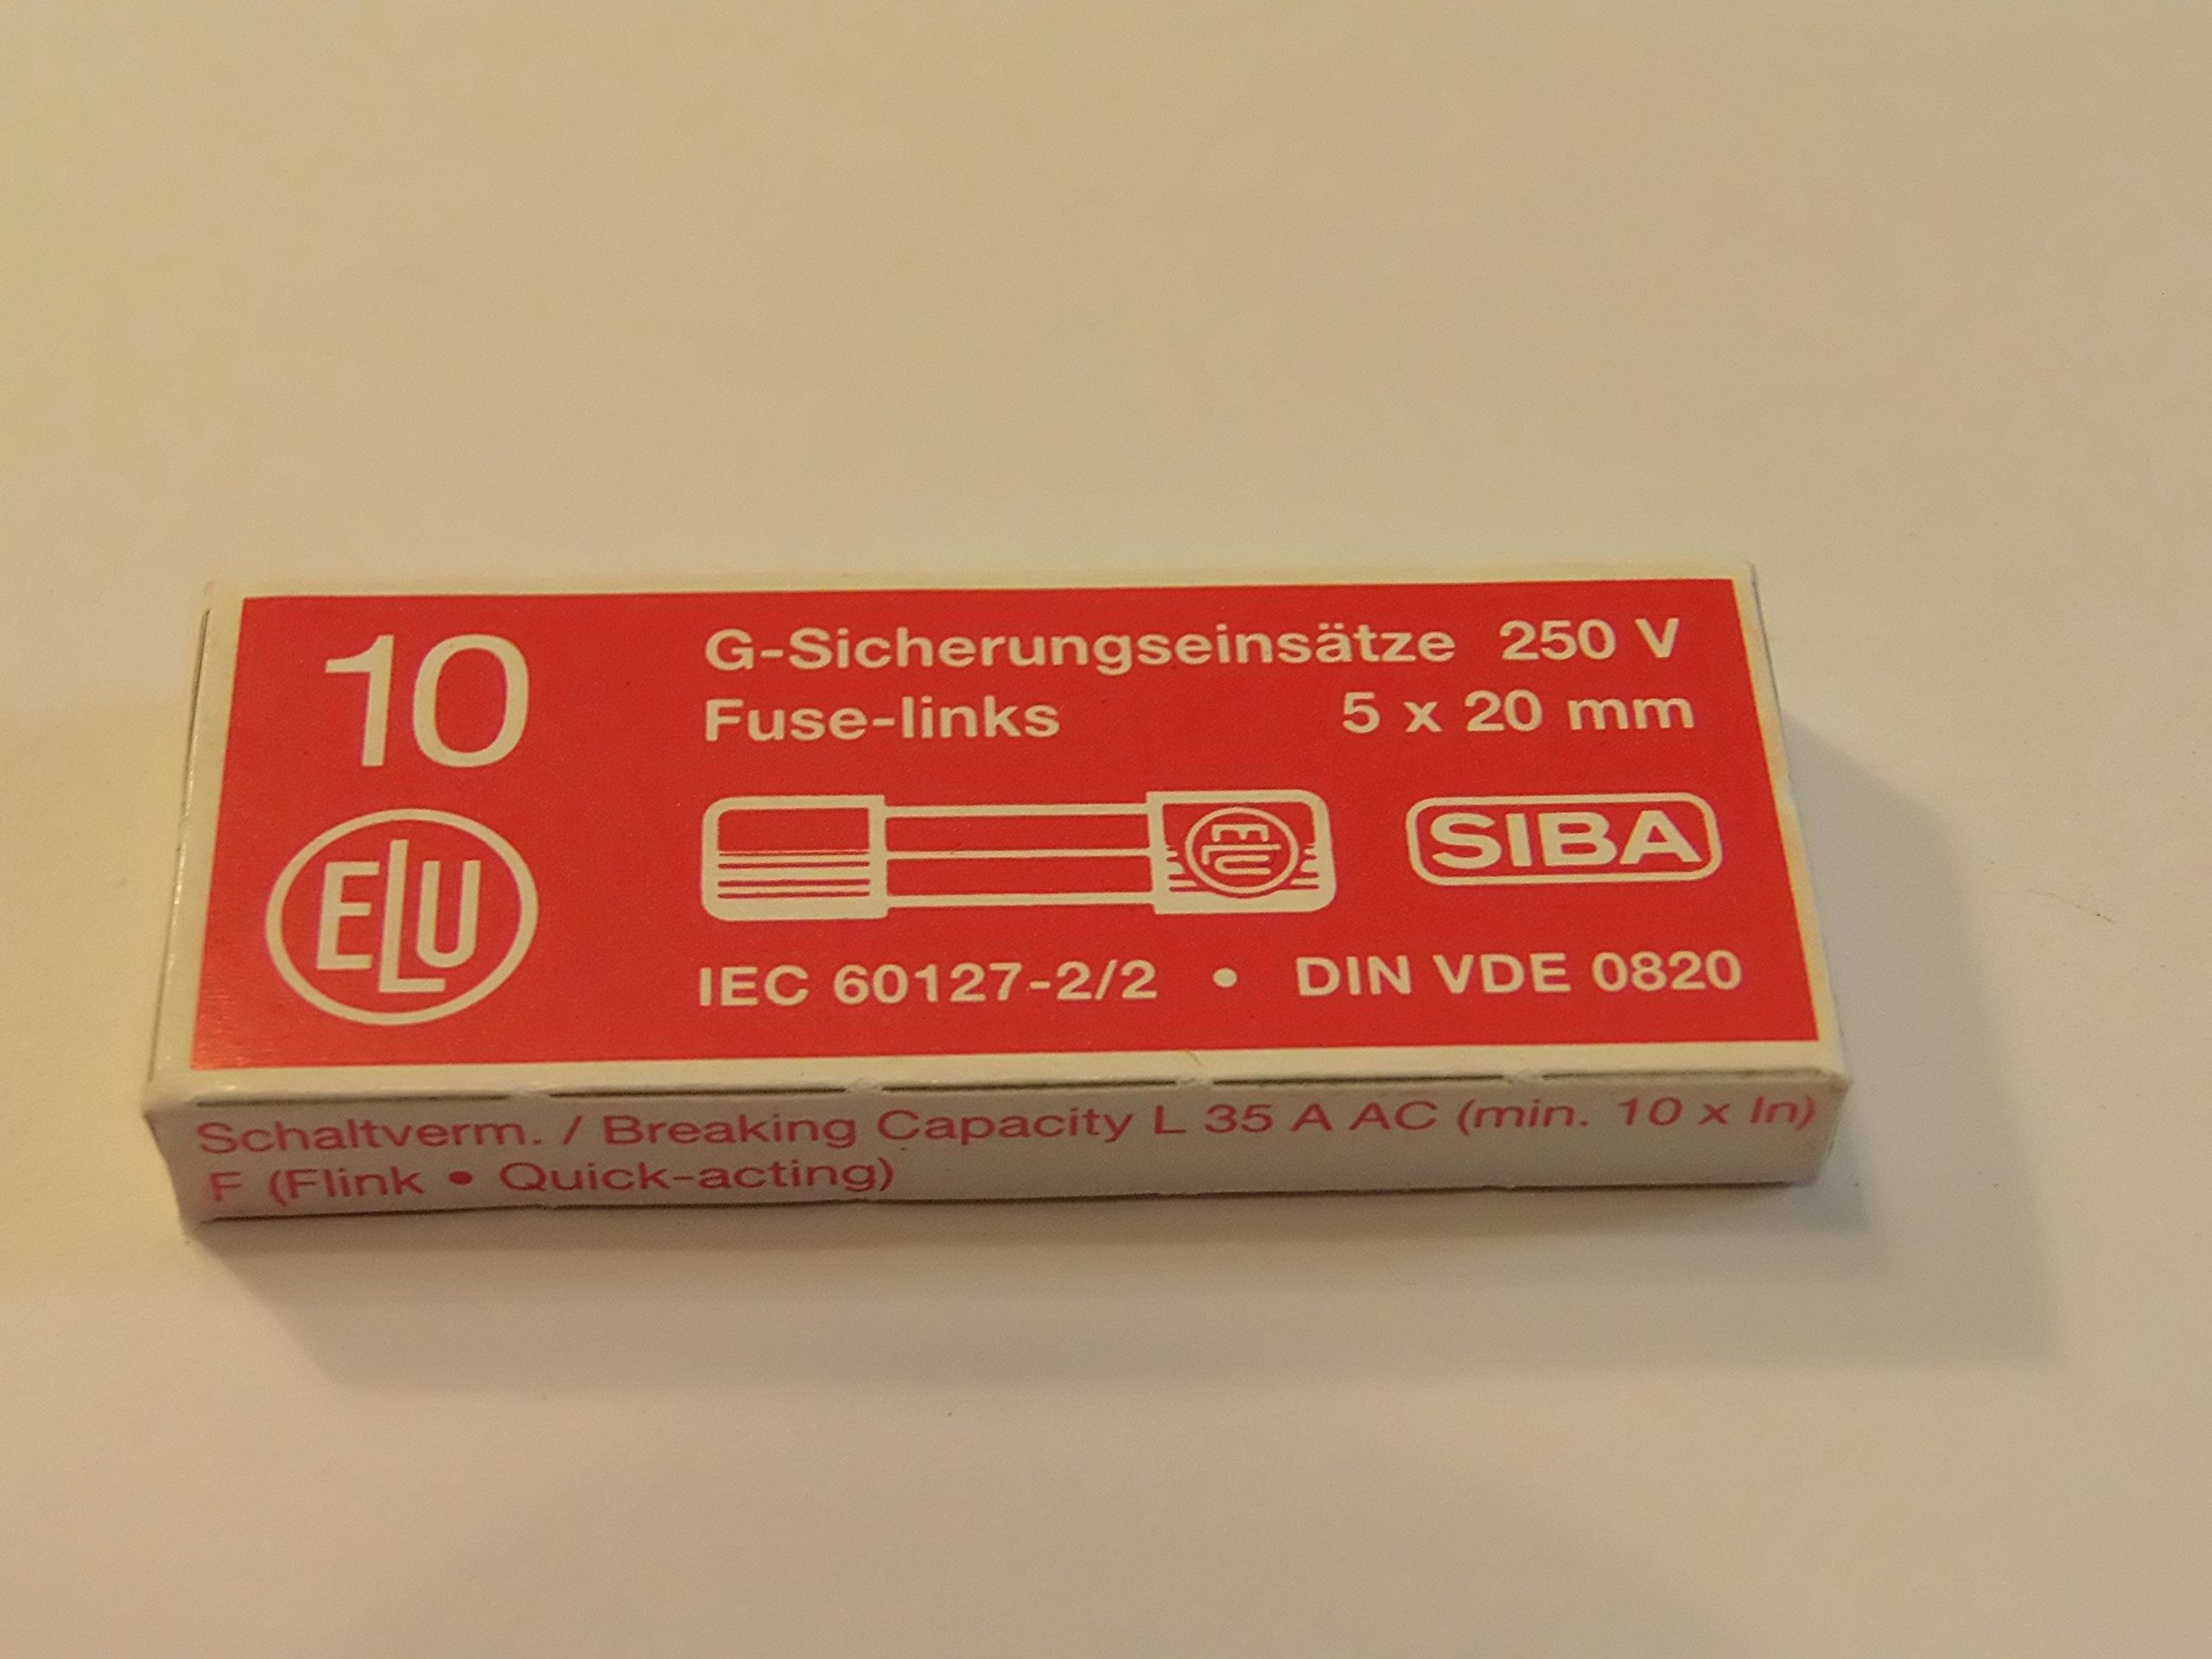 10
G-Sicherungseinsätze 250 V
Fuse-links 5 x 20 mm
ELU
ELU
SIBA
IEC 60127-2/2 • DIN VDE 0820
Schaltverm. / Breaking Capacity L 35 A AC (min. 10 x In)
F (Flink • Quick-acting)